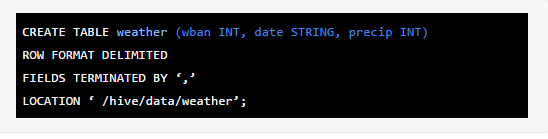 CREATE TABLE weather (wban INT, date STRING, precip INT)
ROW FORMAT DELIMITED
FIELDS TERMINATED BY ‘,’
LOCATION ‘ /hive/data/weather’;